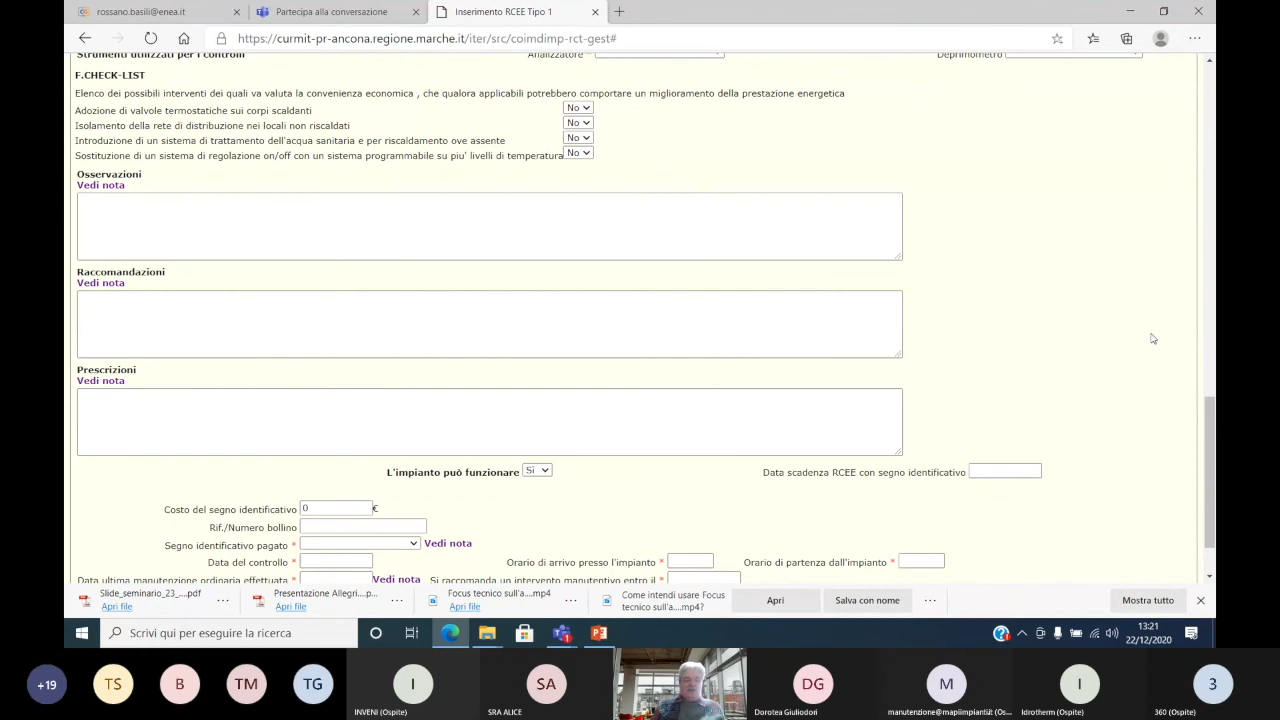 rossano.basili@enea.it
Partecipa alla conversazione
Inserimento RCEE Tipo 1
https://curmit-pr-ancona.regione.marche.it/iter/src/coimdimp-rct-gest#
Strumenti utilizzati per i controlli Analizzatore * Deprimometro
F.CHECK-LIST
Elenco dei possibili interventi dei quali va valuta la convenienza economica , che qualora applicabili potrebbero comportare un miglioramento della prestazione energetica
Adozione di valvole termostatiche sui corpi scaldanti No
Isolamento della rete di distribuzione nei locali non riscaldati No
Introduzione di un sistema di trattamento dell'acqua sanitaria e per riscaldamento ove assente No
Sostituzione di un sistema di regolazione on/off con un sistema programmabile su piu' livelli di temperatura No
Osservazioni
Vedi nota
Raccomandazioni
Vedi nota
Prescrizioni
Vedi nota
L'impianto può funzionare Si Data scadenza RCEE con segno identificativo
Costo del segno identificativo 0 €
Rif./Numero bollino
Segno identificativo pagato * Vedi nota
Data del controllo * Orario di arrivo presso l'impianto * Orario di partenza dall'impianto *
Data ultima manutenzione ordinaria effettuata * Vedi nota Si raccomanda un intervento manutentivo entro il *
Slide_seminario_23_....pdf
Apri file
Presentazione Allegri....p...
Apri file
Focus tecnico sull'a....mp4
Apri file
Come intendi usare Focus tecnico sull'a...mp4?
Apri
Salva con nome
Mostra tutto
Scrivi qui per eseguire la ricerca
13:21
22/12/2020
+19
TS
B
TM
TG
I
INVENI (Ospite)
SA
SRA ALICE
DG
Dorotea Giuliodori
M
manutenzione@mapiimpianti.it (Os...
I
Idrotherm (Ospite)
3
360 (Ospite)